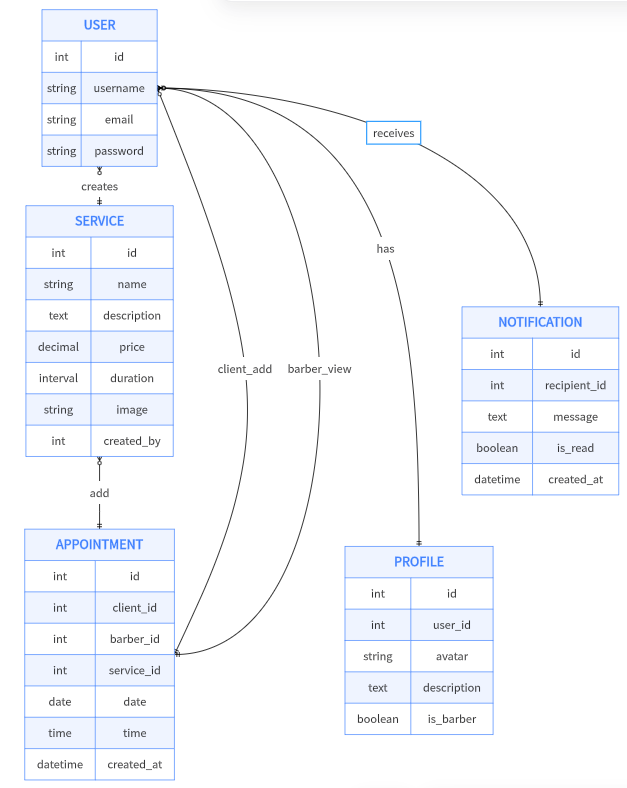 USER
int id
string username
string email
string password
creates
SERVICE
int id
string name
text description
decimal price
interval duration
string image
int created_by
add
APPOINTMENT
int id
int client_id
int barber_id
int service_id
date date
time time
datetime created_at
client_add
barber_view
has
receives
NOTIFICATION
int id
int recipient_id
text message
boolean is_read
datetime created_at
PROFILE
int id
int user_id
string avatar
text description
boolean is_barber